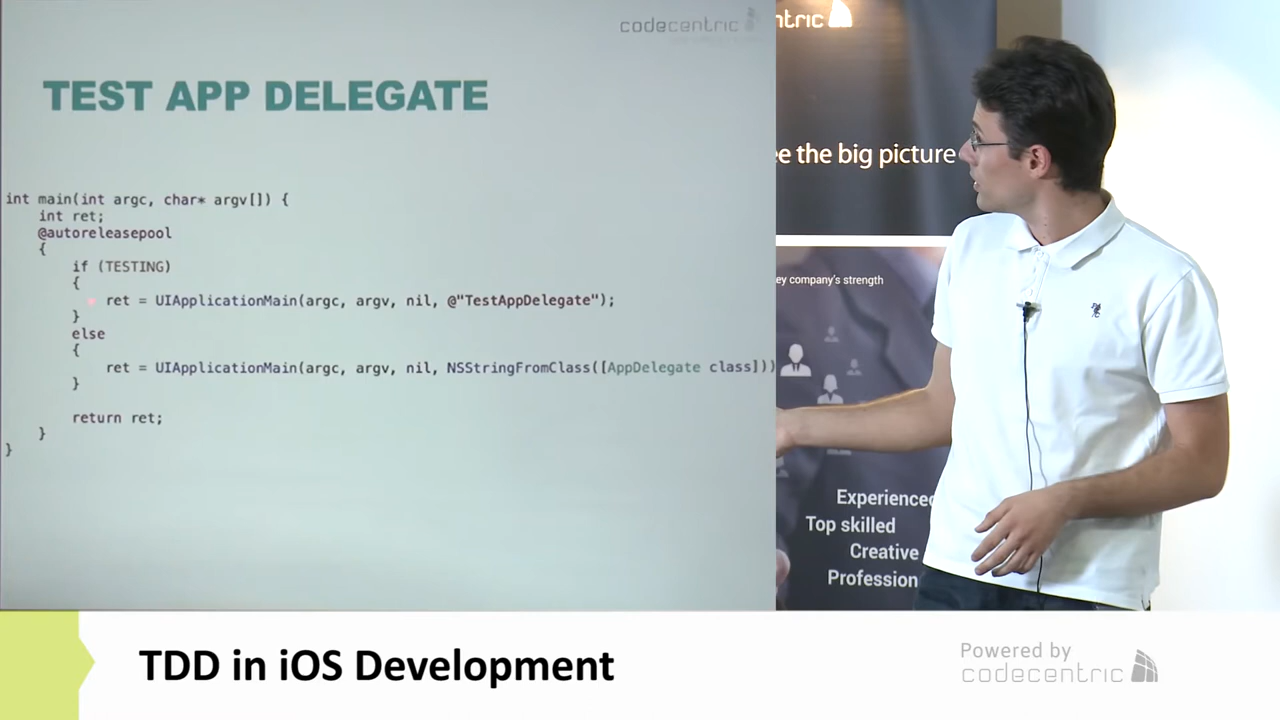 codecentric
TEST APP DELEGATE
int main(int argc, char* argv[]) {
    int ret;
    @autoreleasepool
    {
        if (TESTING)
        {
            ret = UIApplicationMain(argc, argv, nil, @"TestAppDelegate");
        }
        else
        {
            ret = UIApplicationMain(argc, argv, nil, NSStringFromClass([AppDelegate class]))
        }
        return ret;
    }
}
ntric
ee the big picture
ey company's strength
Experienced
Top skilled
Creative
Profession
TDD in iOS Development
Powered by
codecentric